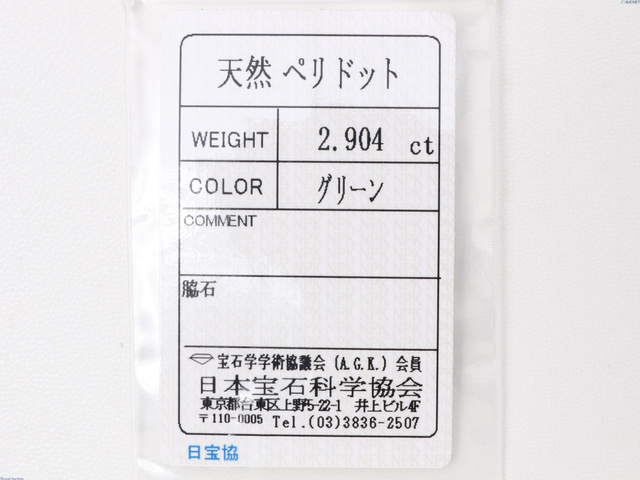 天然 ペリドット
WEIGHT 2.904 ct
COLOR グリーン
COMMENT
脇石
宝石学学術協議会 (A.G.K.) 会員
日本宝石科学協会
東京都台東区上野5-22-1 井上ビル4F
〒110-0005 Tel.(03)3836-2507
日宝協